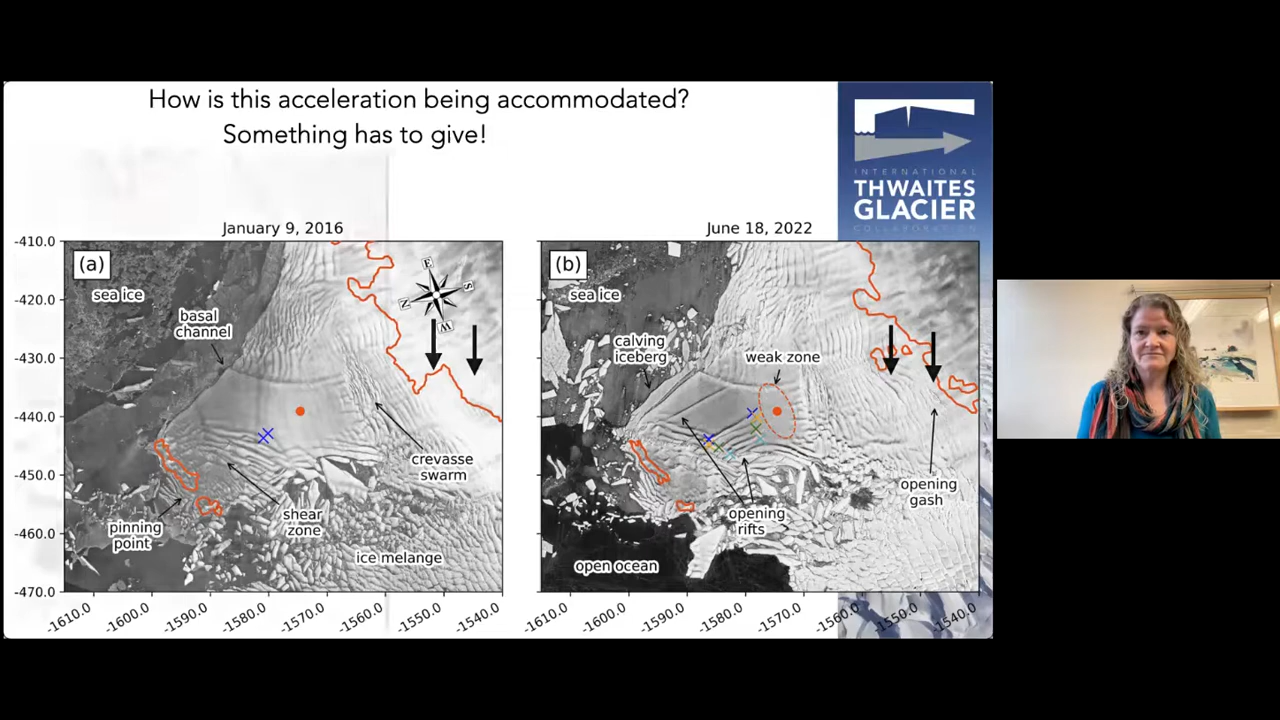 How is this acceleration being accommodated?
Something has to give!
INTERNATIONAL
THWAITES
GLACIER
COLLABORATION
January 9, 2016
June 18, 2022
-410.0
-420.0
-430.0
-440.0
-450.0
-460.0
-470.0
(a)
sea ice
basal
channel
E
S
N
W
crevasse
swarm
shear
zone
pinning
point
ice melange
-1610.0
-1600.0
-1590.0
-1580.0
-1570.0
-1560.0
-1550.0
-1540.0
(b)
sea ice
calving
iceberg
weak zone
opening
gash
opening
rifts
open ocean
-1610.0
-1600.0
-1590.0
-1580.0
-1570.0
-1560.0
-1550.0
-1540.0